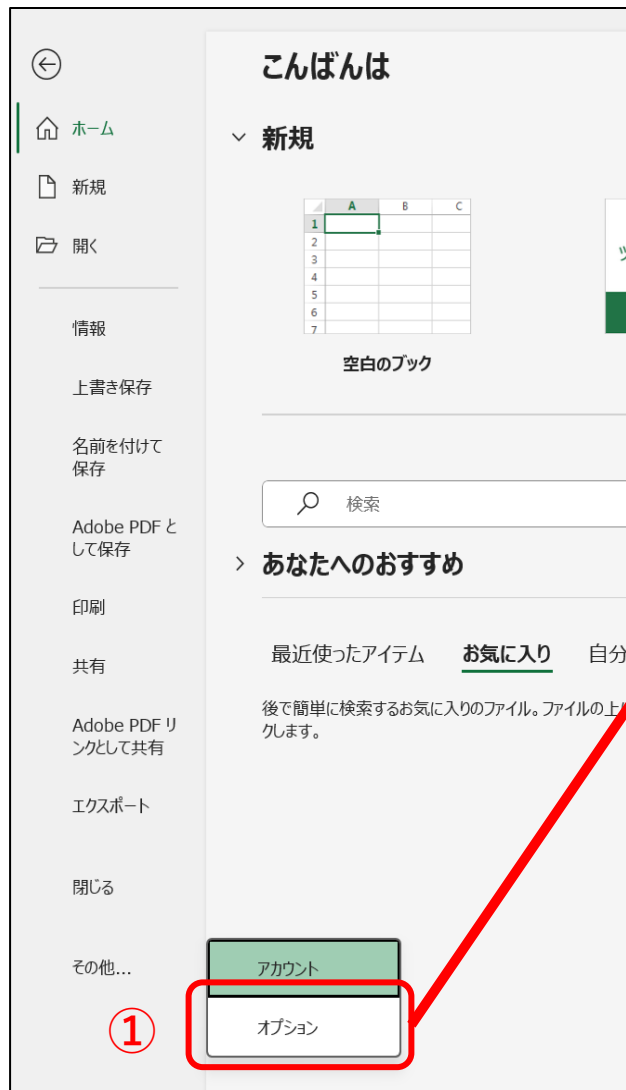 こんばんは
ホーム
新規
開く
情報
上書き保存
名前を付けて
保存
Adobe PDF と
して保存
印刷
共有
Adobe PDF リ
ンクとして共有
エクスポート
閉じる
その他...
新規
A B C
1
2
3
4
5
6
7
空白のブック
ツ
検索
あなたへのおすすめ
最近使ったアイテム お気に入り 自分
後で簡単に検索するお気に入りのファイル。ファイルの上
クします。
アカウント
オプション
①